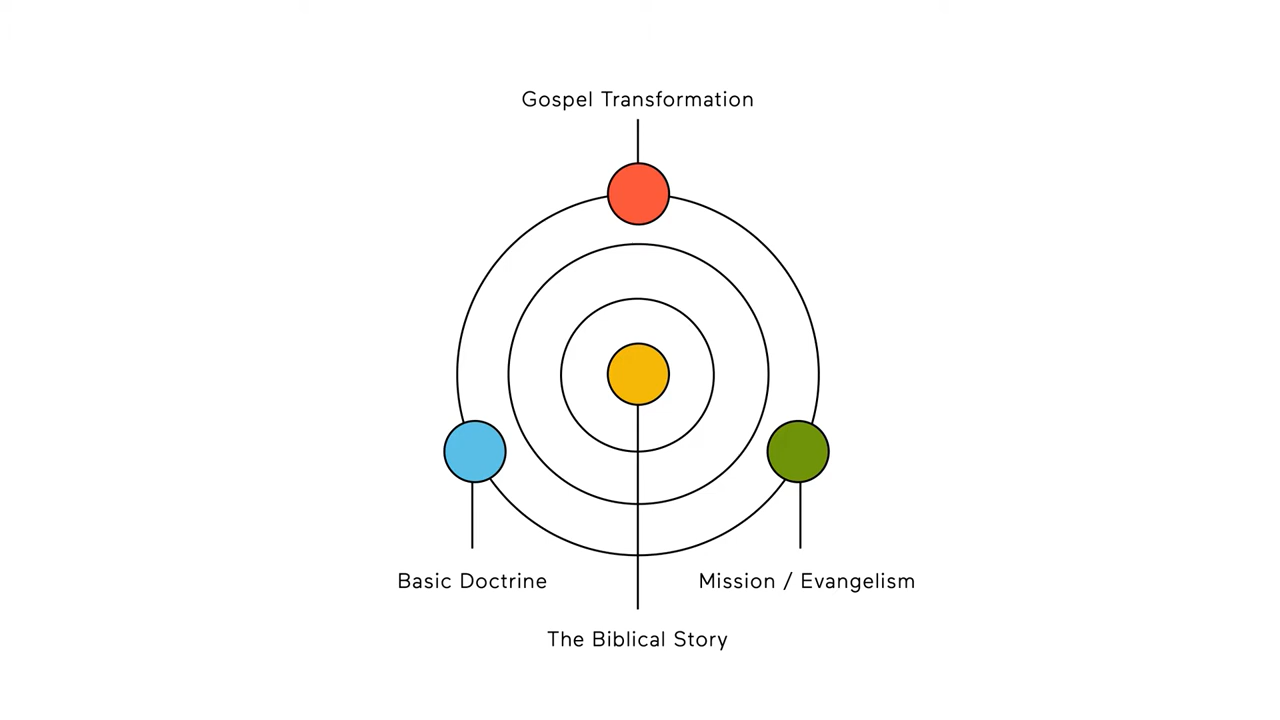 Gospel Transformation
Basic Doctrine
Mission / Evangelism
The Biblical Story